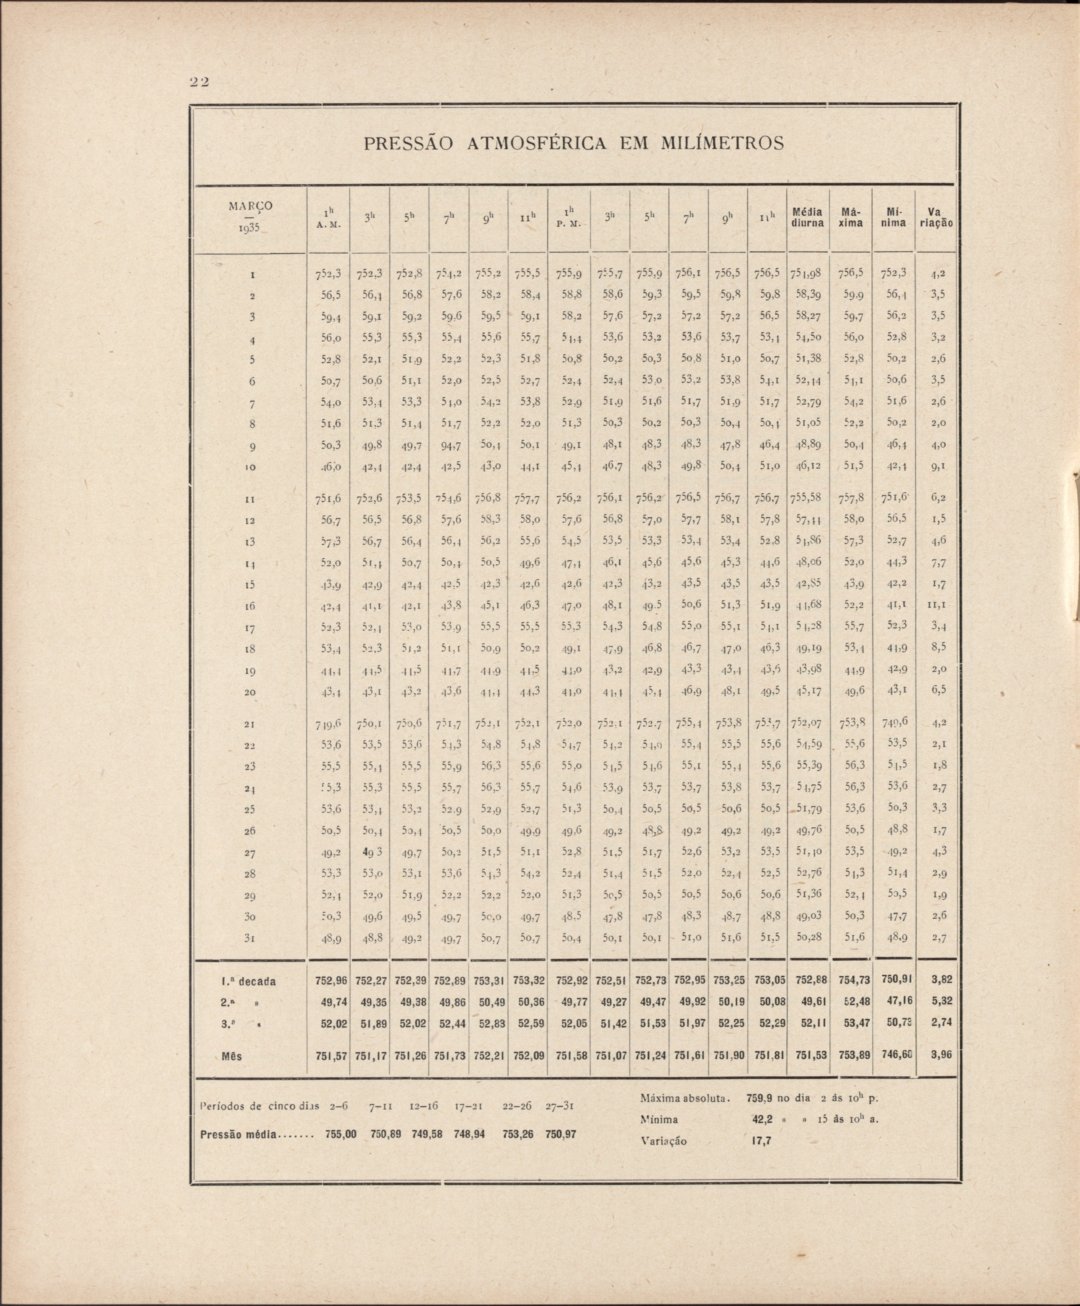 22
PRESSÃO ATMOSFÉRICA EM MILÍMETROS
MARÇO — 1935 1h A. M. 3h 5h 7h 9h 11h 1h P. M. 3h 5h 7h 9h 11h Média diurna Má-xima Mí-nima Va riação
1 752,3 752,3 752,8 754,2 755,2 755,5 755,9 755,7 755,9 756,1 756,5 756,5 754,98 756,5 752,3 4,2
2 56,5 56,4 56,8 57,6 58,2 58,4 58,8 58,6 59,3 59,5 59,8 59,8 58,39 59,9 56,4 3,5
3 59,4 59,1 59,2 59,6 59,5 59,1 58,2 57,6 57,2 57,2 57,2 56,5 58,27 59,7 56,2 3,5
4 56,0 55,3 55,3 55,4 55,6 55,7 54,4 53,6 53,2 53,6 53,7 53,4 54,50 56,0 52,8 3,2
5 52,8 52,1 51,9 52,2 52,3 51,8 50,8 50,2 50,3 50,8 51,0 50,7 51,38 52,8 50,2 2,6
6 50,7 50,6 51,1 52,0 52,5 52,7 52,4 52,4 53,0 53,2 53,8 54,1 52,44 54,1 50,6 3,5
7 54,0 53,4 53,3 54,0 54,2 53,8 52,9 51,9 51,6 51,7 51,9 51,7 52,79 54,2 51,6 2,6
8 51,6 51,3 51,4 51,7 52,2 52,0 51,3 50,3 50,2 50,3 50,4 50,4 51,05 52,2 50,2 2,0
9 50,3 49,8 49,7 94,7 50,4 50,1 49,1 48,1 48,3 48,3 47,8 46,4 48,89 50,4 46,4 4,0
10 46,0 42,4 42,4 42,5 43,0 44,1 45,4 46,7 48,3 49,8 50,4 51,0 46,12 51,5 42,4 9,1
11 751,6 752,6 753,5 754,6 756,8 757,7 756,2 756,1 756,2 756,5 756,7 756,7 755,58 757,8 751,6 6,2
12 56,7 56,5 56,8 57,6 58,3 58,0 57,6 56,8 57,0 57,7 58,1 57,8 57,44 58,0 56,5 1,5
13 57,3 56,7 56,4 56,4 56,2 55,6 54,5 53,5 53,3 53,4 53,4 52,8 54,86 57,3 52,7 4,6
14 52,0 51,4 50,7 50,4 50,5 49,6 47,4 46,1 45,6 45,6 45,3 44,6 48,06 52,0 44,3 7,7
15 43,9 42,9 42,4 42,5 42,3 42,6 42,6 42,3 43,2 43,5 43,5 43,5 42,85 43,9 42,2 1,7
16 42,4 41,1 42,1 43,8 45,1 46,3 47,0 48,1 49,5 50,6 51,3 51,9 44,68 52,2 41,1 11,1
17 52,3 52,4 53,0 53,9 55,5 55,5 55,3 54,3 54,8 55,0 55,1 54,1 54,28 55,7 52,3 3,4
18 53,4 52,3 51,2 51,1 50,9 50,2 49,1 47,9 46,8 46,7 47,0 46,3 49,19 53,4 44,9 8,5
19 44,4 44,5 44,5 44,7 44,9 44,5 44,0 43,2 42,9 43,3 43,4 43,6 43,98 44,9 42,9 2,0
20 43,4 43,1 43,2 43,6 44,4 44,3 44,0 44,4 45,4 46,9 48,1 49,5 45,17 49,6 43,1 6,5
21 749,6 750,1 750,6 751,7 752,1 752,1 752,0 752,1 752,7 755,4 753,8 753,7 752,07 753,8 749,6 4,2
22 53,6 53,5 53,6 54,3 54,8 54,8 54,7 54,2 54,9 55,4 55,5 55,6 54,59 55,6 53,5 2,1
23 55,5 55,4 55,5 55,9 56,3 55,6 55,0 54,5 54,6 55,1 55,4 55,6 55,39 56,3 54,5 1,8
24 55,3 55,3 55,5 55,7 56,3 55,7 54,6 53,9 53,7 53,7 53,8 53,7 54,75 56,3 53,6 2,7
25 53,6 53,4 53,2 52,9 52,9 52,7 51,3 50,4 50,5 50,5 50,6 50,5 51,79 53,6 50,3 3,3
26 50,5 50,4 50,4 50,5 50,0 49,9 49,6 49,2 48,8 49,2 49,2 49,2 49,76 50,5 48,8 1,7
27 49,2 49 3 49,7 50,2 51,5 51,1 52,8 51,5 51,7 52,6 53,2 53,5 51,40 53,5 49,2 4,3
28 53,3 53,0 53,1 53,6 54,3 54,2 52,4 51,4 51,5 52,0 52,4 52,5 52,76 54,3 51,4 2,9
29 52,4 52,0 51,9 52,2 52,2 52,0 51,3 50,5 50,5 50,5 50,6 50,6 51,36 52,4 50,5 1,9
30 50,3 49,6 49,5 49,7 50,0 49,7 48,5 47,8 47,8 48,3 48,7 48,8 49,03 50,3 47,7 2,6
31 48,9 48,8 49,2 49,7 50,7 50,7 50,4 50,1 50,1 51,0 51,6 51,5 50,28 51,6 48,9 2,7
1.ª decada 752,96 752,27 752,39 752,89 753,31 753,32 752,92 752,51 752,73 752,95 753,25 753,05 752,88 754,73 750,91 3,82
2.ª » 49,74 49,35 49,38 49,86 50,49 50,36 49,77 49,27 49,47 49,92 50,19 50,08 49,61 52,48 47,16 5,32
3.ª « 52,02 51,89 52,02 52,44 52,83 52,59 52,05 51,42 51,53 51,97 52,25 52,29 52,11 53,47 50,73 2,74
Mês 751,57 751,17 751,26 751,73 752,21 752,09 751,58 751,07 751,24 751,61 751,90 751,81 751,53 753,89 746,60 3,96
Períodos de cinco dias 2–6 7–11 12–16 17–21 22–26 27–31
Pressão média....... 755,00 750,89 749,58 748,94 753,26 750,97
Máxima absoluta. 759,9 no dia 2 ás 10h p.
Mínima 42,2 » » 15 ás 10h a.
Variação 17,7